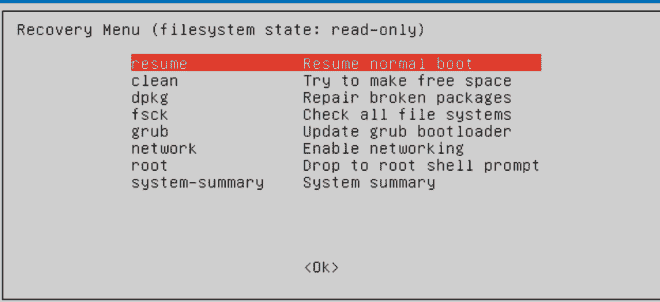 Recovery Menu (filesystem state: read-only)
resume Resume normal boot
clean Try to make free space
dpkg Repair broken packages
fsck Check all file systems
grub Update grub bootloader
network Enable networking
root Drop to root shell prompt
system-summary System summary
<Ok>